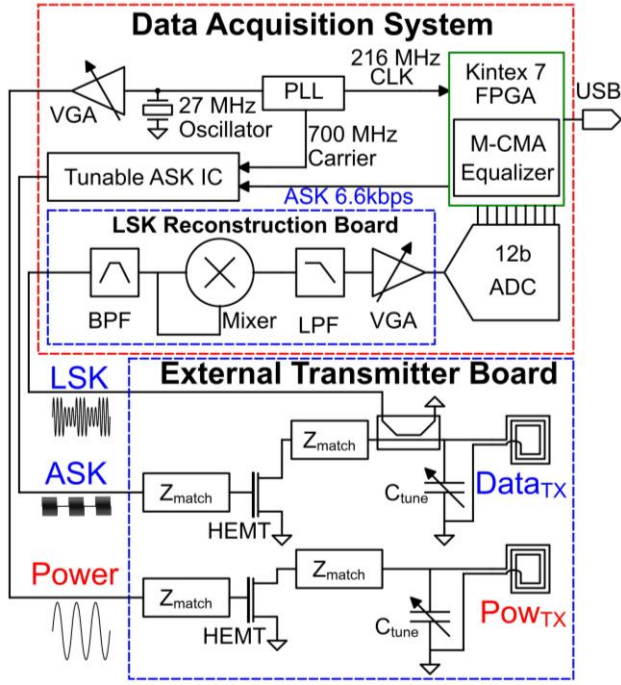 Data Acquisition System
216 MHz
CLK
Kintex 7
FPGA
USB
VGA
27 MHz
Oscillator
PLL
700 MHz
Carrier
M-CMA
Equalizer
Tunable ASK IC
ASK 6.6kbps
LSK Reconstruction Board
12b
ADC
BPF
Mixer
LPF
VGA
LSK
External Transmitter Board
Zmatch
ASK
Zmatch
HEMT
Ctune
DataTX
Power
Zmatch
Zmatch
HEMT
Ctune
PowTX